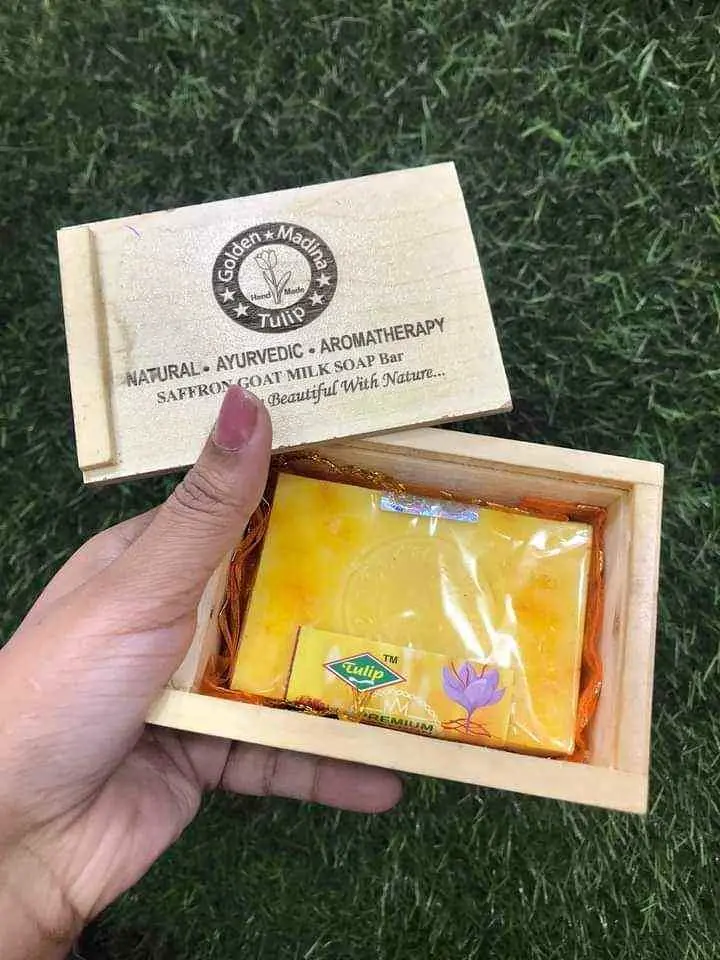 Golden ★ Madina
Hand Made
★ ★ Tulip ★ ★
NATURAL • AYURVEDIC • AROMATHERAPY
SAFFRON GOAT MILK SOAP Bar
Beautiful With Nature...
Tulip TM
PREMIUM